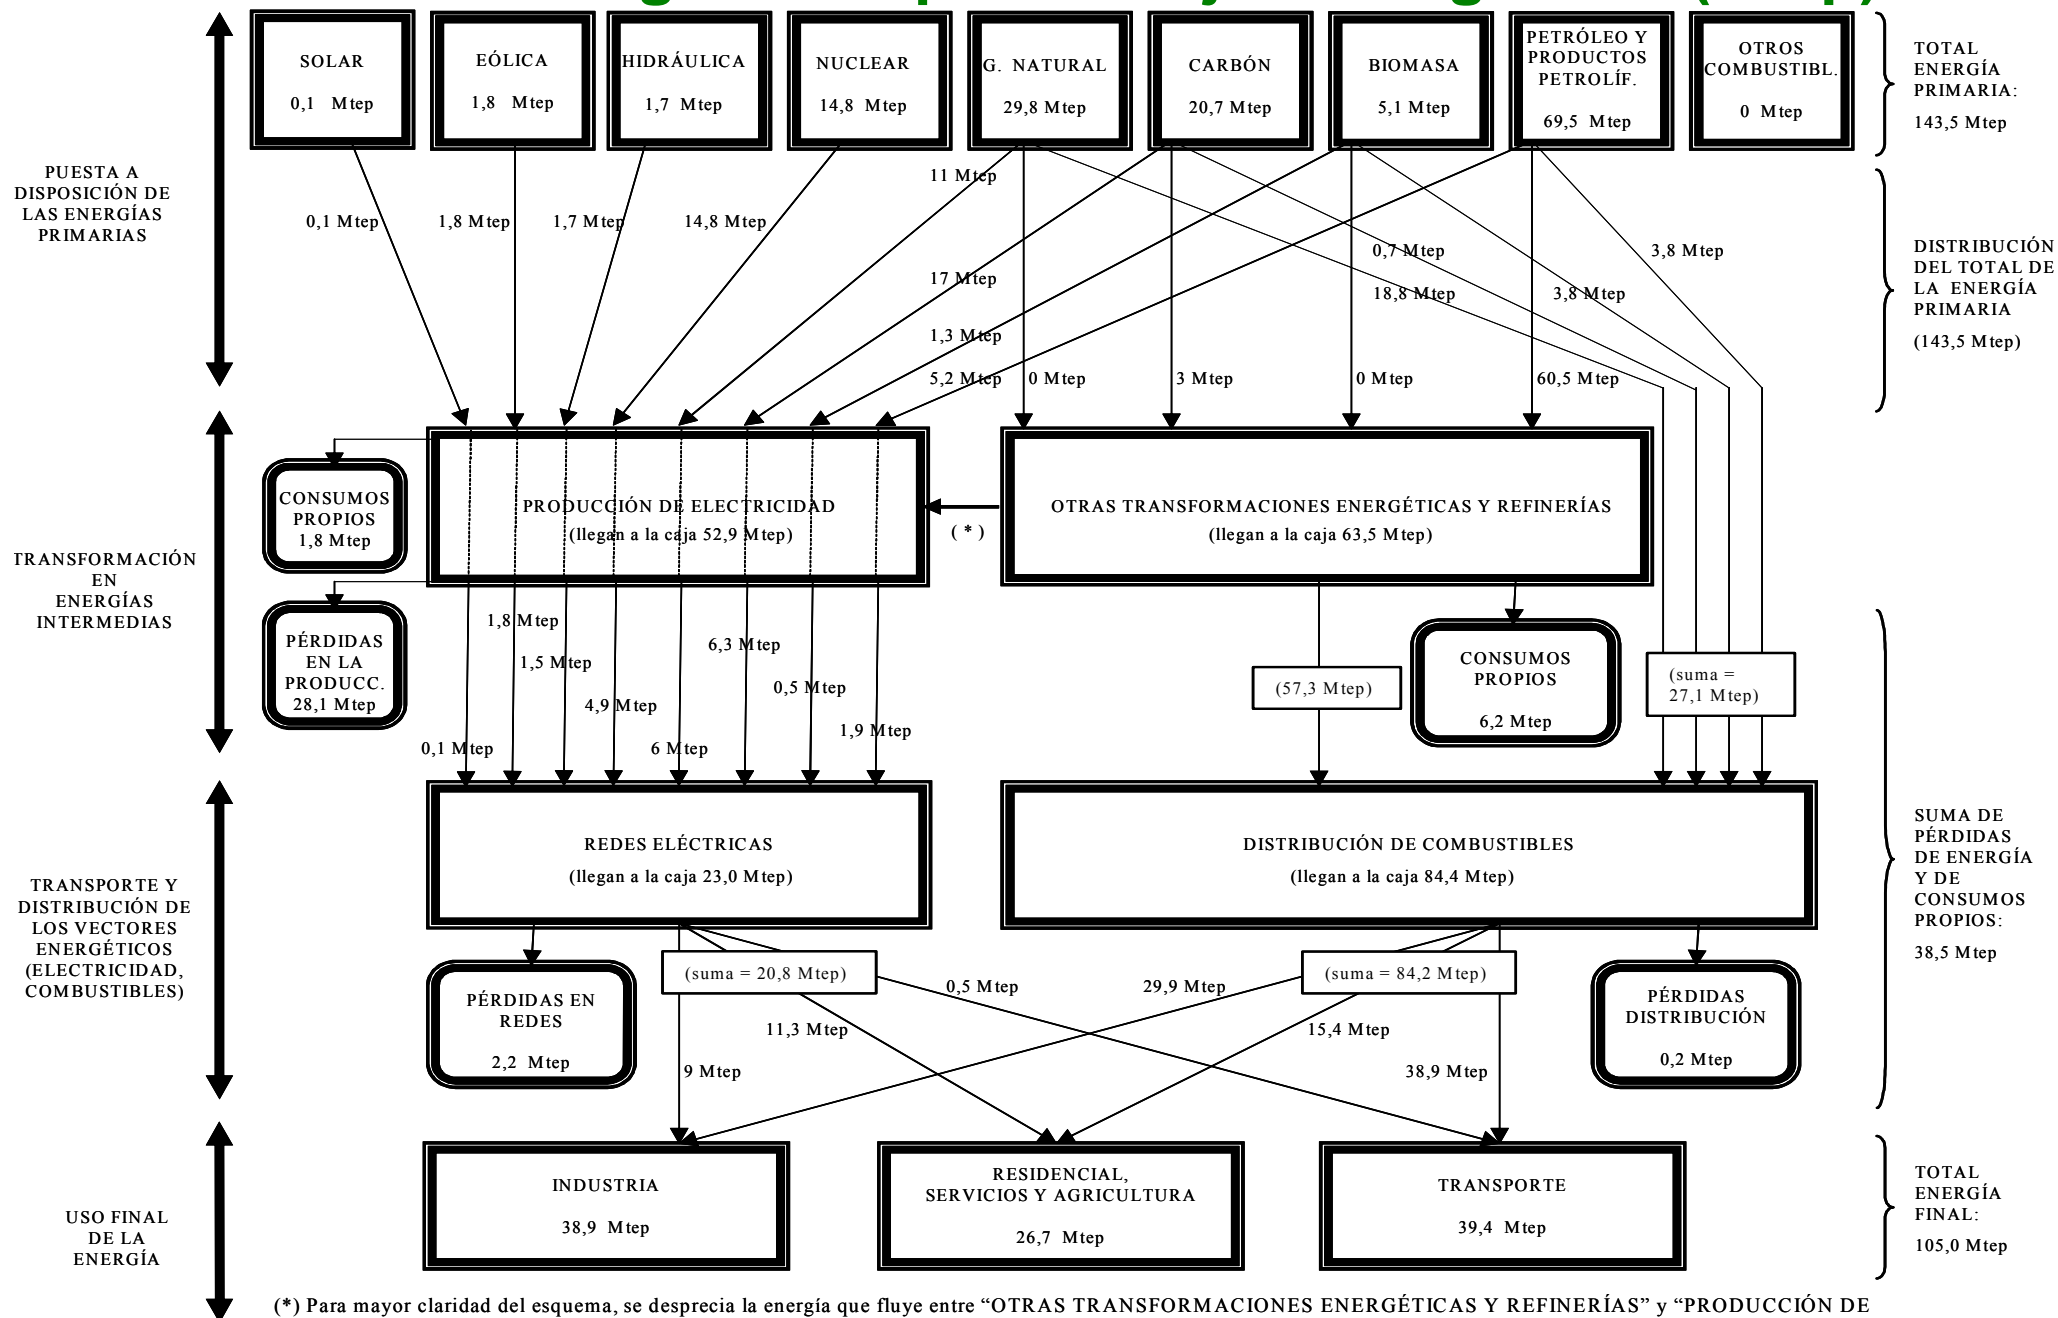 SOLAR
0,1 Mtep
EÓLICA
1,8 Mtep
HIDRÁULICA
1,7 Mtep
NUCLEAR
14,8 Mtep
G. NATURAL
29,8 Mtep
CARBÓN
20,7 Mtep
BIOMASA
5,1 Mtep
PETRÓLEO Y
PRODUCTOS
PETROLÍF.
69,5 Mtep
OTROS
COMBUSTIBL.
0 Mtep
TOTAL
ENERGÍA
PRIMARIA:
143,5 Mtep
PUESTA A
DISPOSICIÓN DE
LAS ENERGÍAS
PRIMARIAS
0,1 Mtep
1,8 Mtep
1,7 Mtep
14,8 Mtep
11 Mtep
17 Mtep
1,3 Mtep
5,2 Mtep
0 Mtep
3 Mtep
0 Mtep
60,5 Mtep
0,7 Mtep
18,8 Mtep
3,8 Mtep
3,8 Mtep
DISTRIBUCIÓN
DEL TOTAL DE
LA ENERGÍA
PRIMARIA
(143,5 Mtep)
TRANSFORMACIÓN
EN
ENERGÍAS
INTERMEDIAS
CONSUMOS
PROPIOS
1,8 Mtep
PÉRDIDAS
EN LA
PRODUCC.
28,1 Mtep
PRODUCCIÓN DE ELECTRICIDAD
(llegan a la caja 52,9 Mtep)
( * )
OTRAS TRANSFORMACIONES ENERGÉTICAS Y REFINERÍAS
(llegan a la caja 63,5 Mtep)
1,8 Mtep
1,5 Mtep
4,9 Mtep
6,3 Mtep
0,5 Mtep
1,9 Mtep
0,1 Mtep
6 Mtep
(57,3 Mtep)
CONSUMOS
PROPIOS
6,2 Mtep
(suma =
27,1 Mtep)
TRANSPORTE Y
DISTRIBUCIÓN DE
LOS VECTORES
ENERGÉTICOS
(ELECTRICIDAD,
COMBUSTIBLES)
REDES ELÉCTRICAS
(llegan a la caja 23,0 Mtep)
DISTRIBUCIÓN DE COMBUSTIBLES
(llegan a la caja 84,4 Mtep)
SUMA DE
PÉRDIDAS
DE ENERGÍA
Y DE
CONSUMOS
PROPIOS:
38,5 Mtep
PÉRDIDAS EN
REDES
2,2 Mtep
(suma = 20,8 Mtep)
(suma = 84,2 Mtep)
PÉRDIDAS
DISTRIBUCIÓN
0,2 Mtep
0,5 Mtep
29,9 Mtep
11,3 Mtep
15,4 Mtep
9 Mtep
38,9 Mtep
USO FINAL
DE LA
ENERGÍA
INDUSTRIA
38,9 Mtep
RESIDENCIAL,
SERVICIOS Y AGRICULTURA
26,7 Mtep
TRANSPORTE
39,4 Mtep
TOTAL
ENERGÍA
FINAL:
105,0 Mtep
(*) Para mayor claridad del esquema, se desprecia la energía que fluye entre “OTRAS TRANSFORMACIONES ENERGÉTICAS Y REFINERÍAS” y “PRODUCCIÓN DE